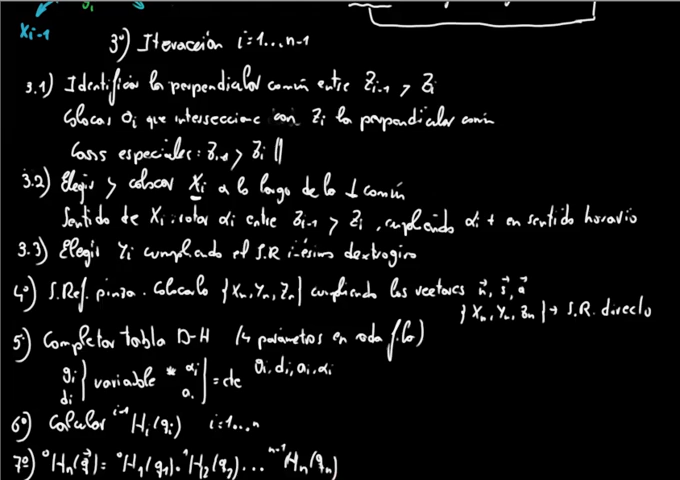 Xi-1
3º) Iteración i=1...n-1
3.1) Identificar la perpendicular común entre Zi-1 y Zi
Colocar Oi que interseccione con Zi la perpendicular común
Casos especiales: Zi-1 y Zi ||
3.2) Elegir y colocar Xi a lo largo de la ⊥ común
Sentido de Xi: rotar αi entre Zi-1 y Zi, cumpliendo αi + en sentido horario
3.3) Elegir Yi cumpliendo el S.R i-ésimo dextrogiro
4º) S.Ref. pinza. Colocarlo {Xn, Yn, Zn} cumpliendo los vectores n⃗, s⃗, a⃗
{Xn, Yn, Zn} → S.R. directo
5º) Completar tabla D-H (4 parámetros en cada fila)
θi, di, ai, αi
θi di } variable * αi ai } = cte
6º) Calcular ⁱ⁻¹Hi(qi) i=1...n
7º) ⁰Hn(q⃗) = ⁰H1(q1)·¹H2(q2)... ⁿ⁻¹Hn(qn)